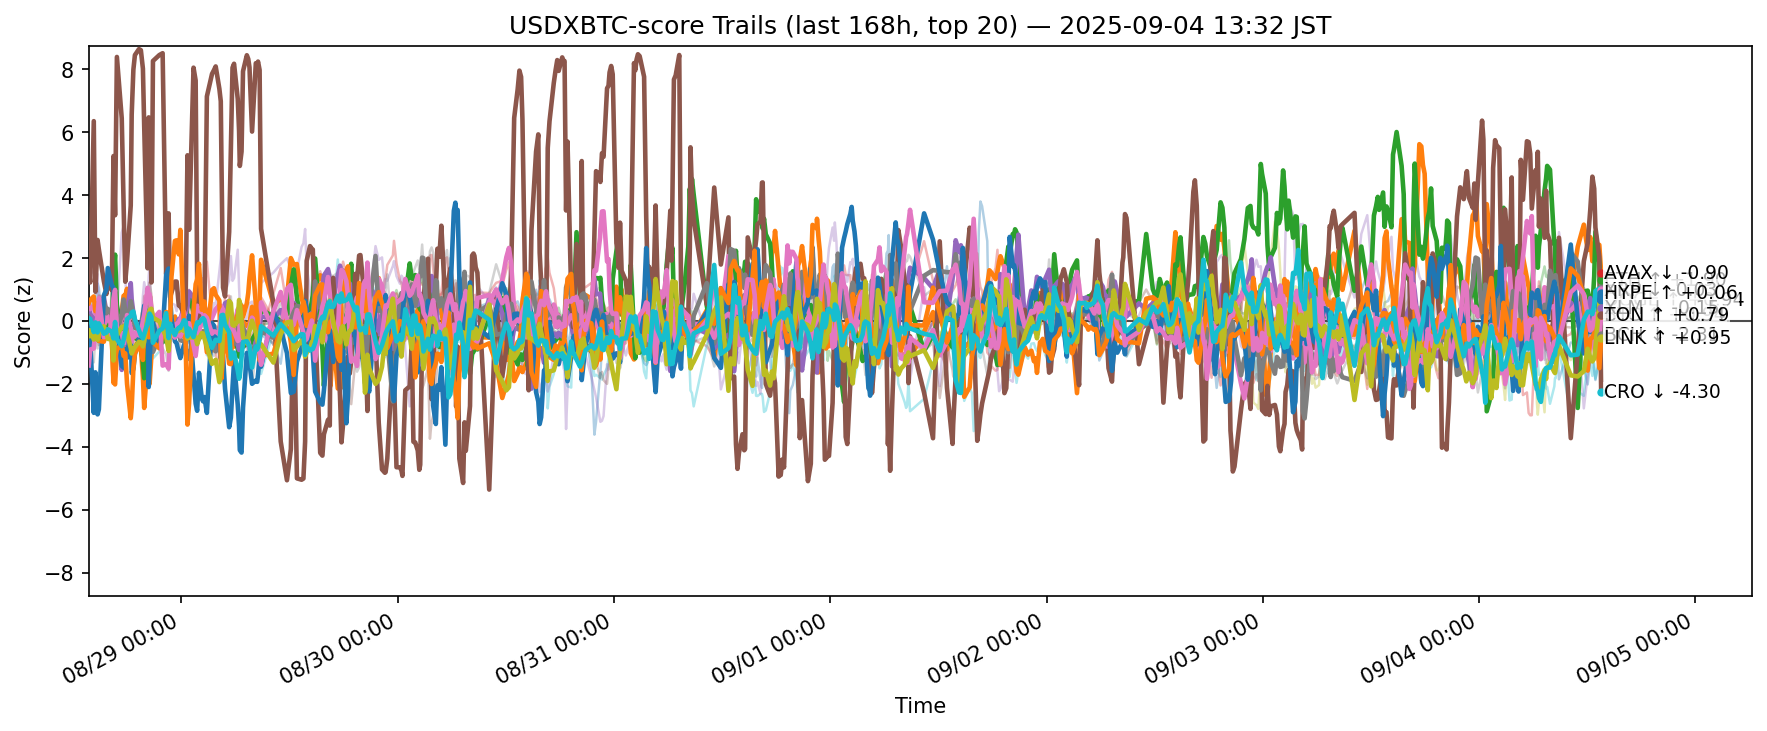 USDXBTC-score Trails (last 168h, top 20) — 2025-09-04 13:32 JST
Score (z)
8
6
4
2
0
−2
−4
−6
−8
AVAX ↓ -0.90
HYPE ↑ +0.06
TON ↑ +0.79
LINK ↑ +0.95
CRO ↓ -4.30
08/29 00:00
08/30 00:00
08/31 00:00
09/01 00:00
09/02 00:00
09/03 00:00
09/04 00:00
09/05 00:00
Time